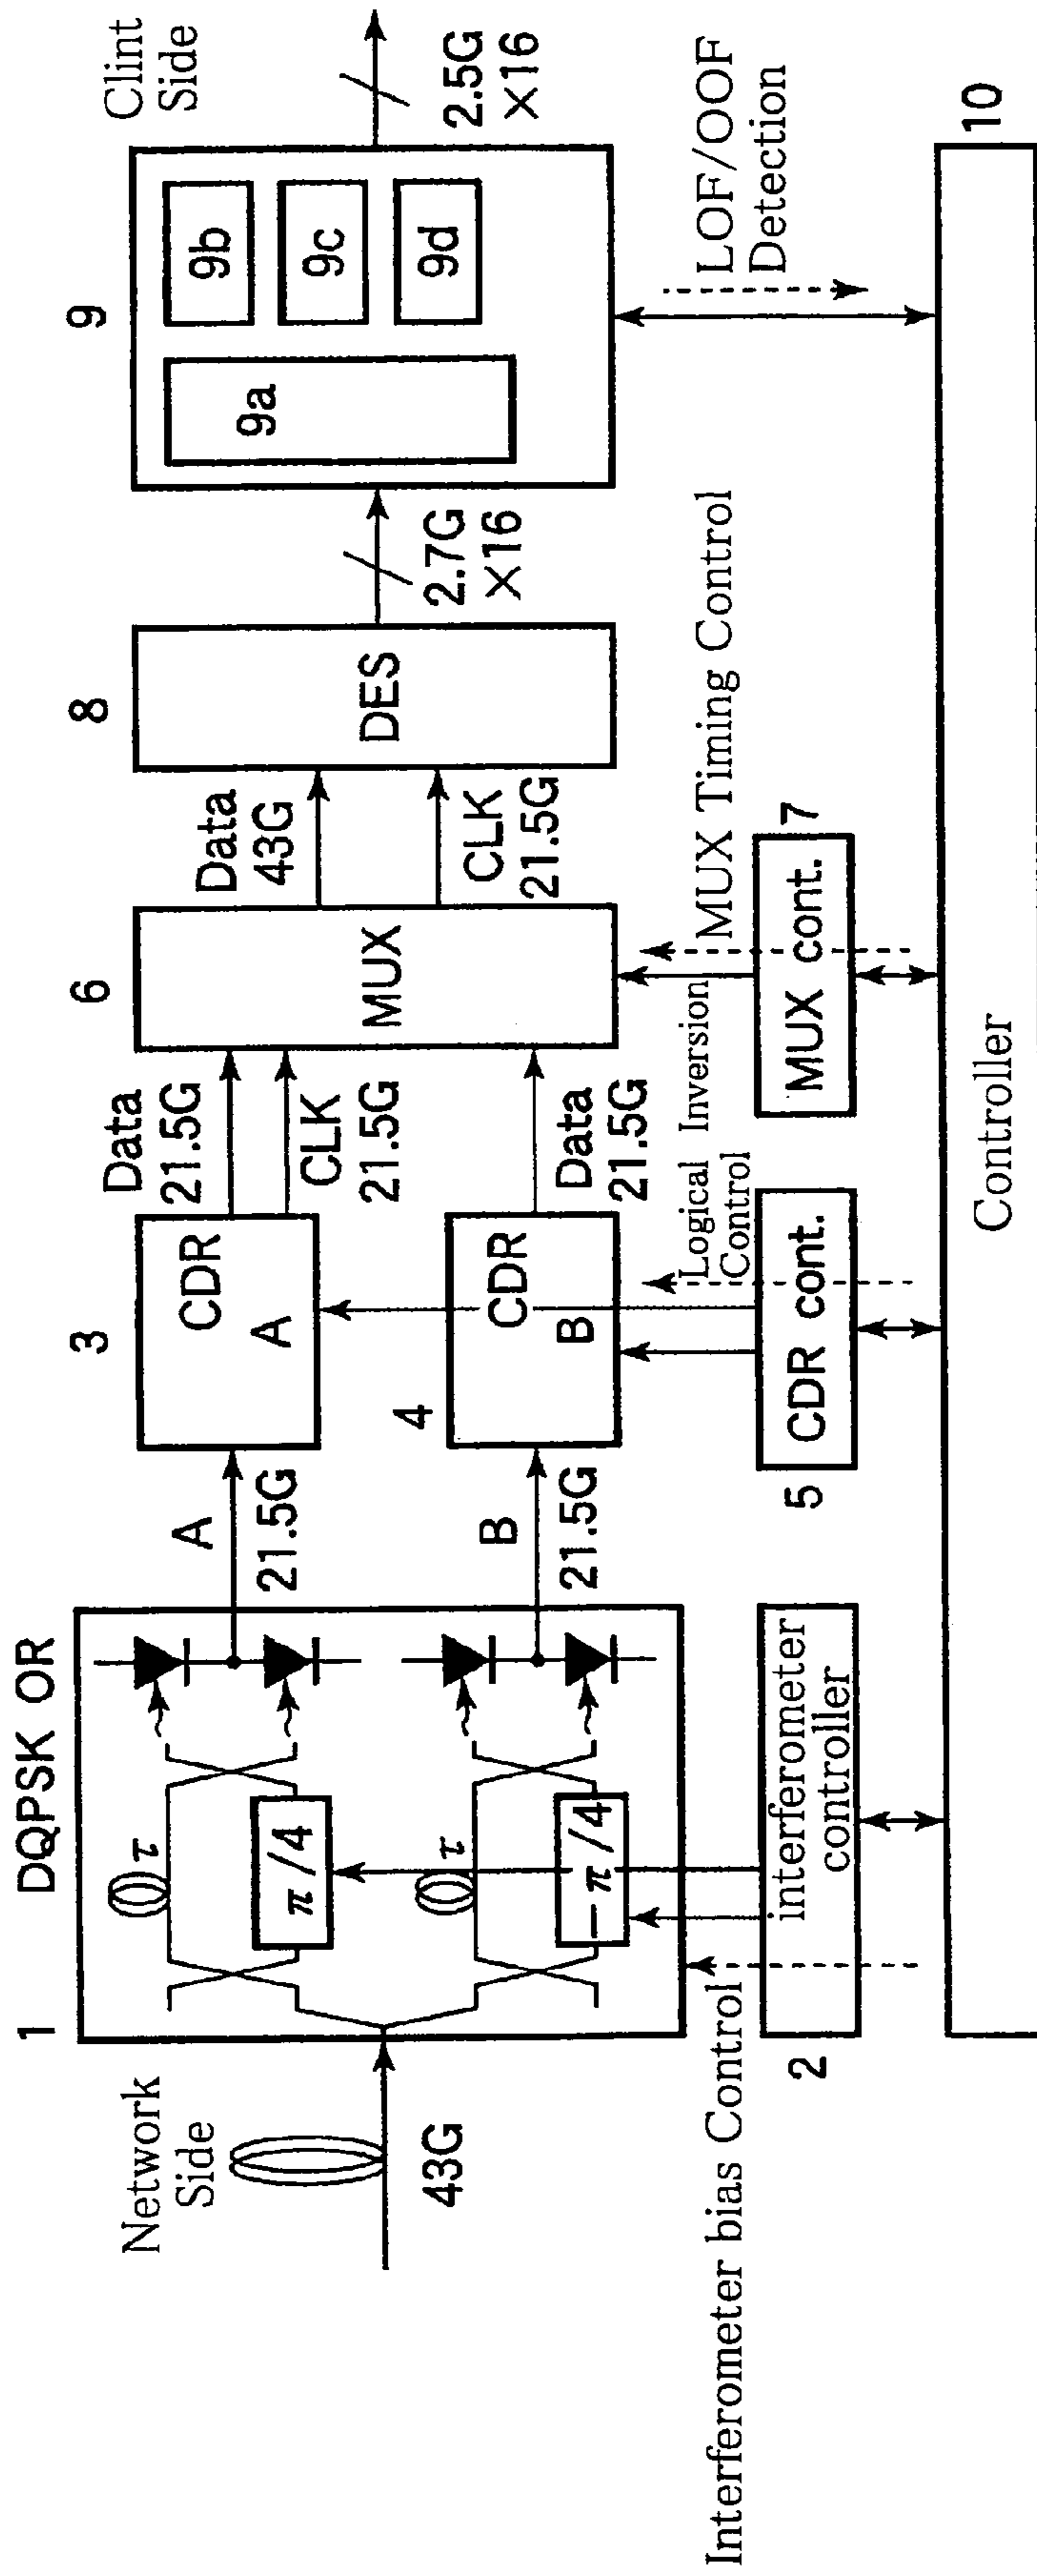 1
DQPSK OR
Network
Side
43G
τ
π/4
τ
−π/4
A
21.5G
B
21.5G
3
CDR
A
4
CDR
B
Data
21.5G
CLK
21.5G
Data
21.5G
6
MUX
Data
43G
CLK
21.5G
8
DES
2.7G
×16
9
9a
9b
9c
9d
Clint
Side
2.5G
×16
Interferometer bias Control
2
interferometer
controller
Logical Inversion
Control
5
CDR cont.
MUX Timing Control
MUX cont.
7
LOF/OOF
Detection
Controller
10